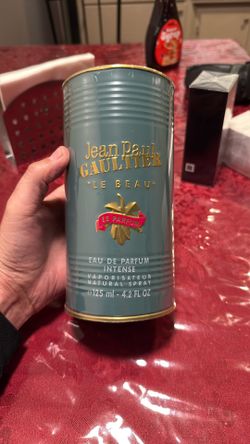 Jean Paul
GAULTIER
"LE BEAU"
LE PARFUM
EAU DE PARFUM
INTENSE
VAPORISATEUR
NATURAL SPRAY
℮125 ml - 4.2 FL OZ